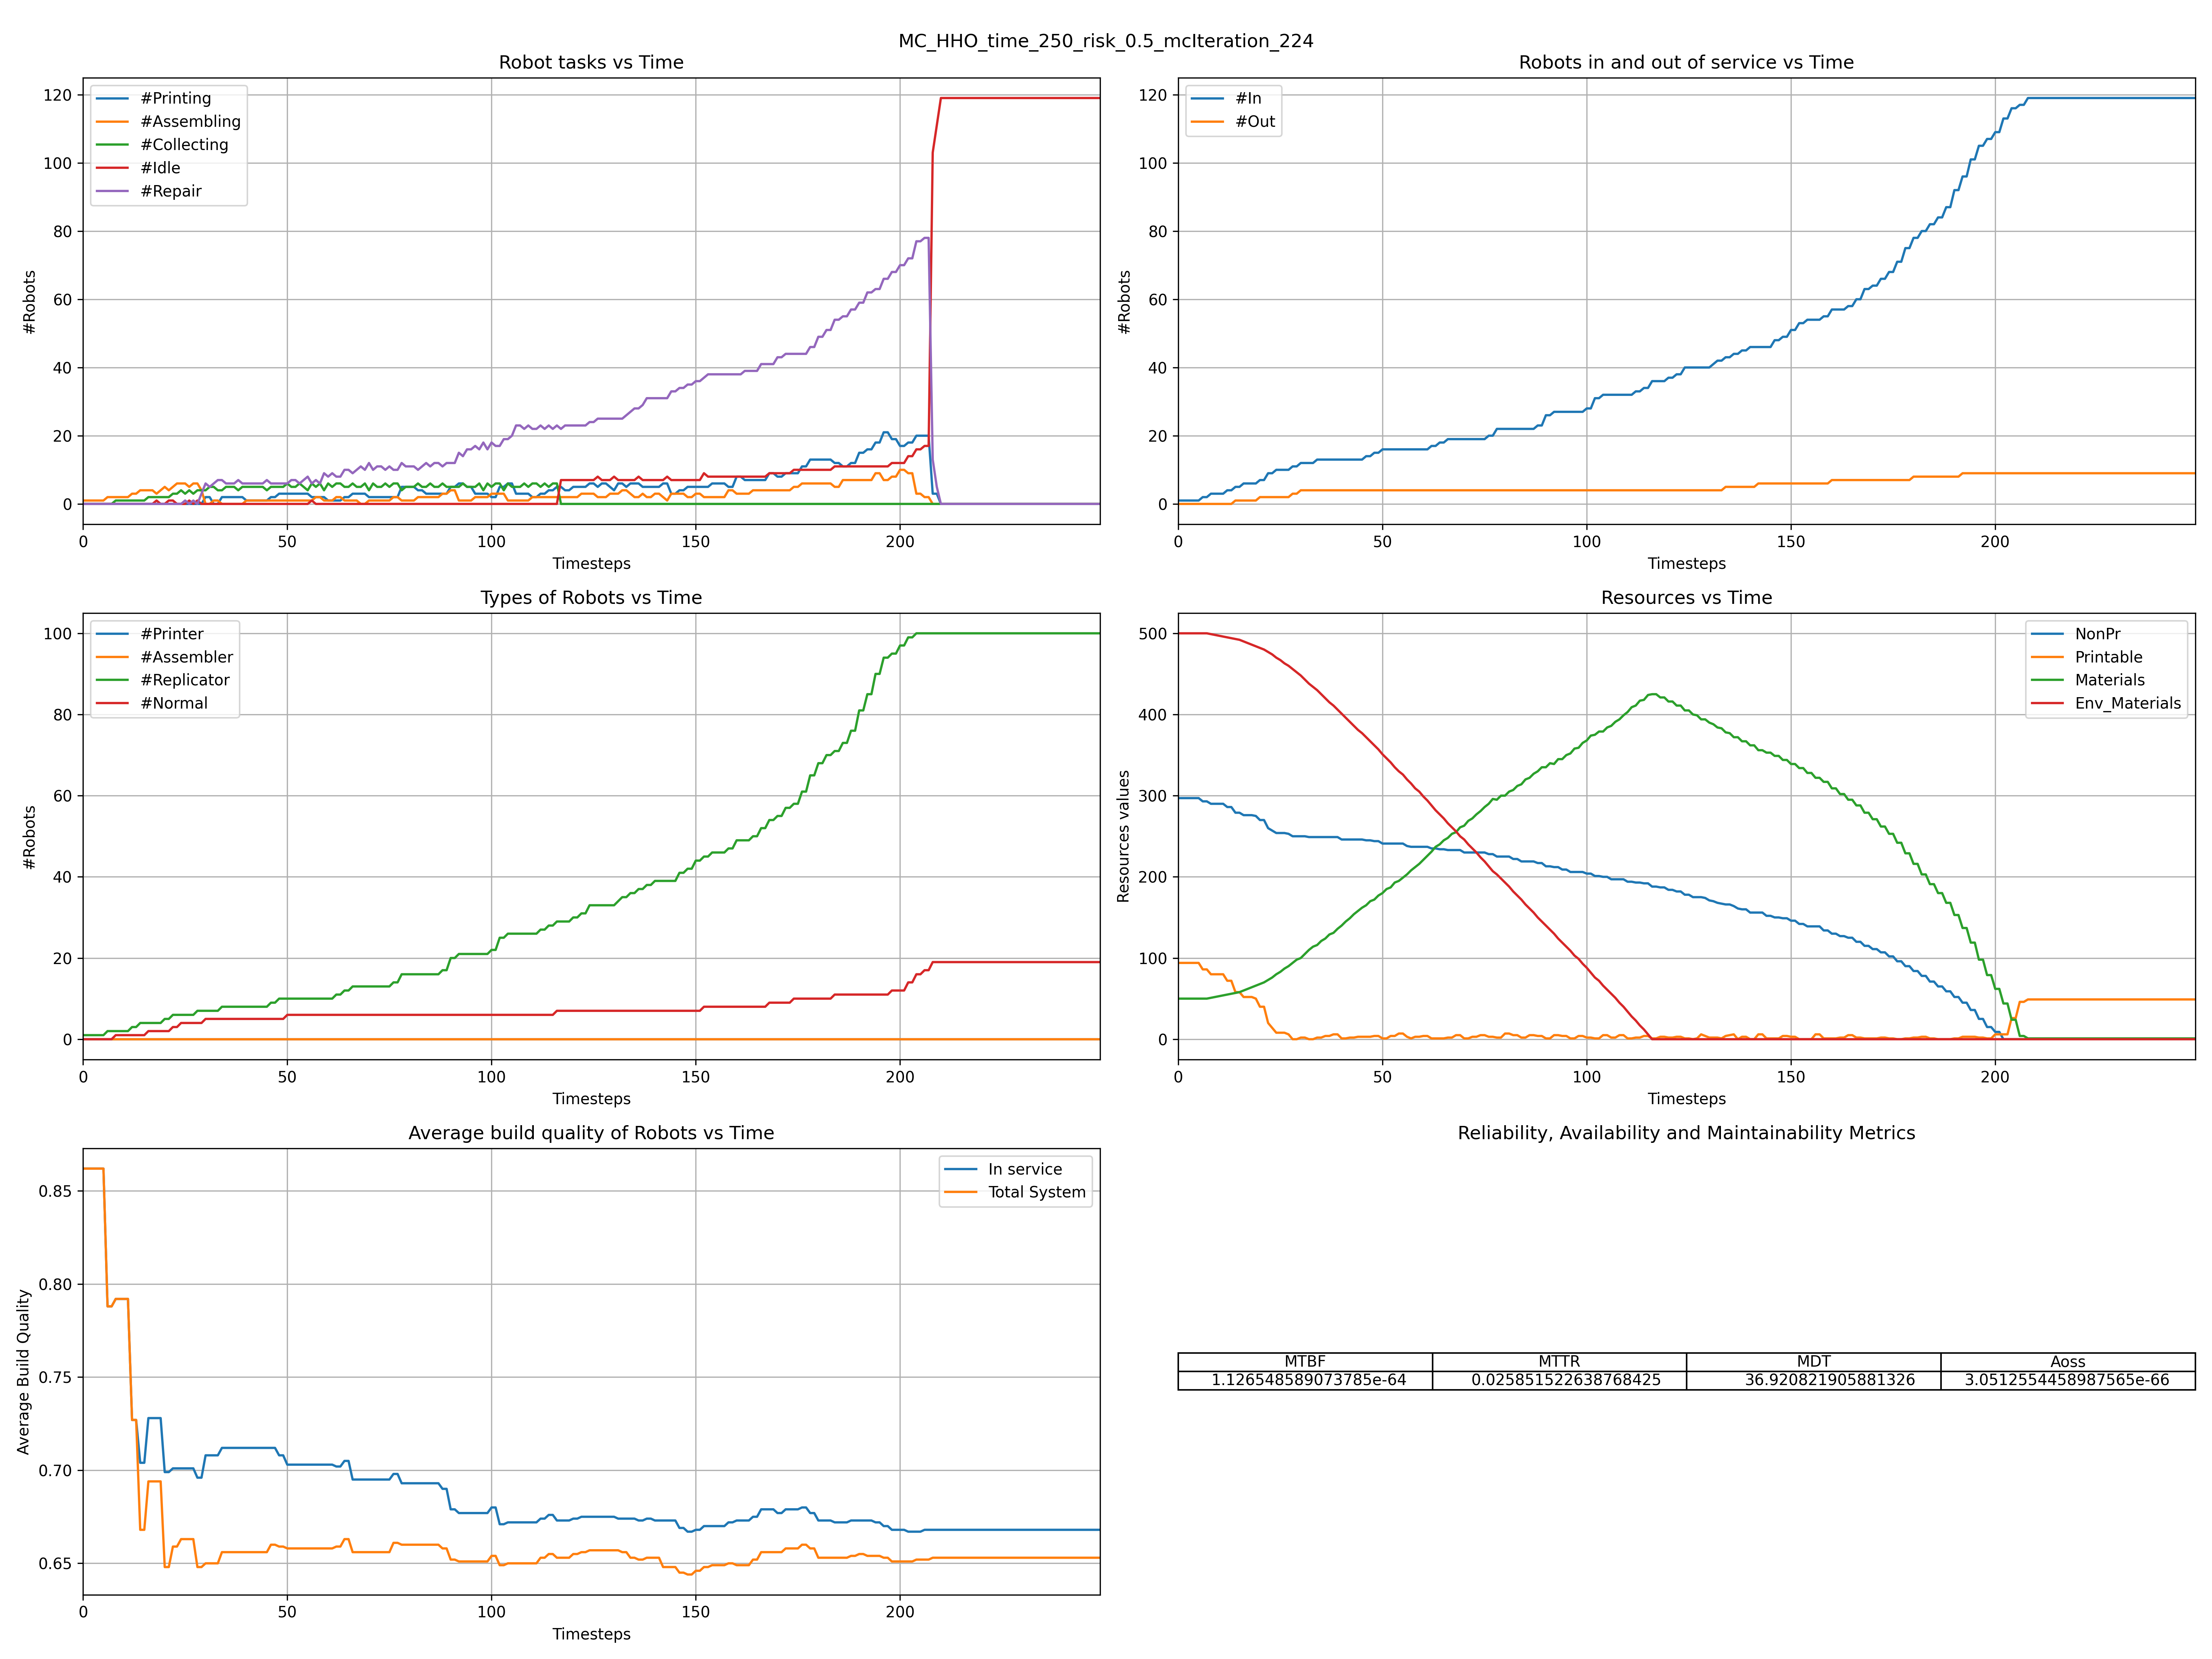 MC_HHO_time_250_risk_0.5_mcIteration_224
Robot tasks vs Time
#Robots
120
100
80
60
40
20
0
#Printing
#Assembling
#Collecting
#Idle
#Repair
0 50 100 150 200
Timesteps
Robots in and out of service vs Time
#Robots
120
100
80
60
40
20
0
#In
#Out
0 50 100 150 200
Timesteps
Types of Robots vs Time
#Robots
100
80
60
40
20
0
#Printer
#Assembler
#Replicator
#Normal
0 50 100 150 200
Timesteps
Resources vs Time
Resources values
500
400
300
200
100
0
NonPr
Printable
Materials
Env_Materials
0 50 100 150 200
Timesteps
Average build quality of Robots vs Time
Average Build Quality
0.85
0.80
0.75
0.70
0.65
In service
Total System
0 50 100 150 200
Timesteps
Reliability, Availability and Maintainability Metrics
MTBF MTTR MDT Aoss
1.126548589073785e-64 0.025851522638768425 36.920821905881326 3.0512554458987565e-66